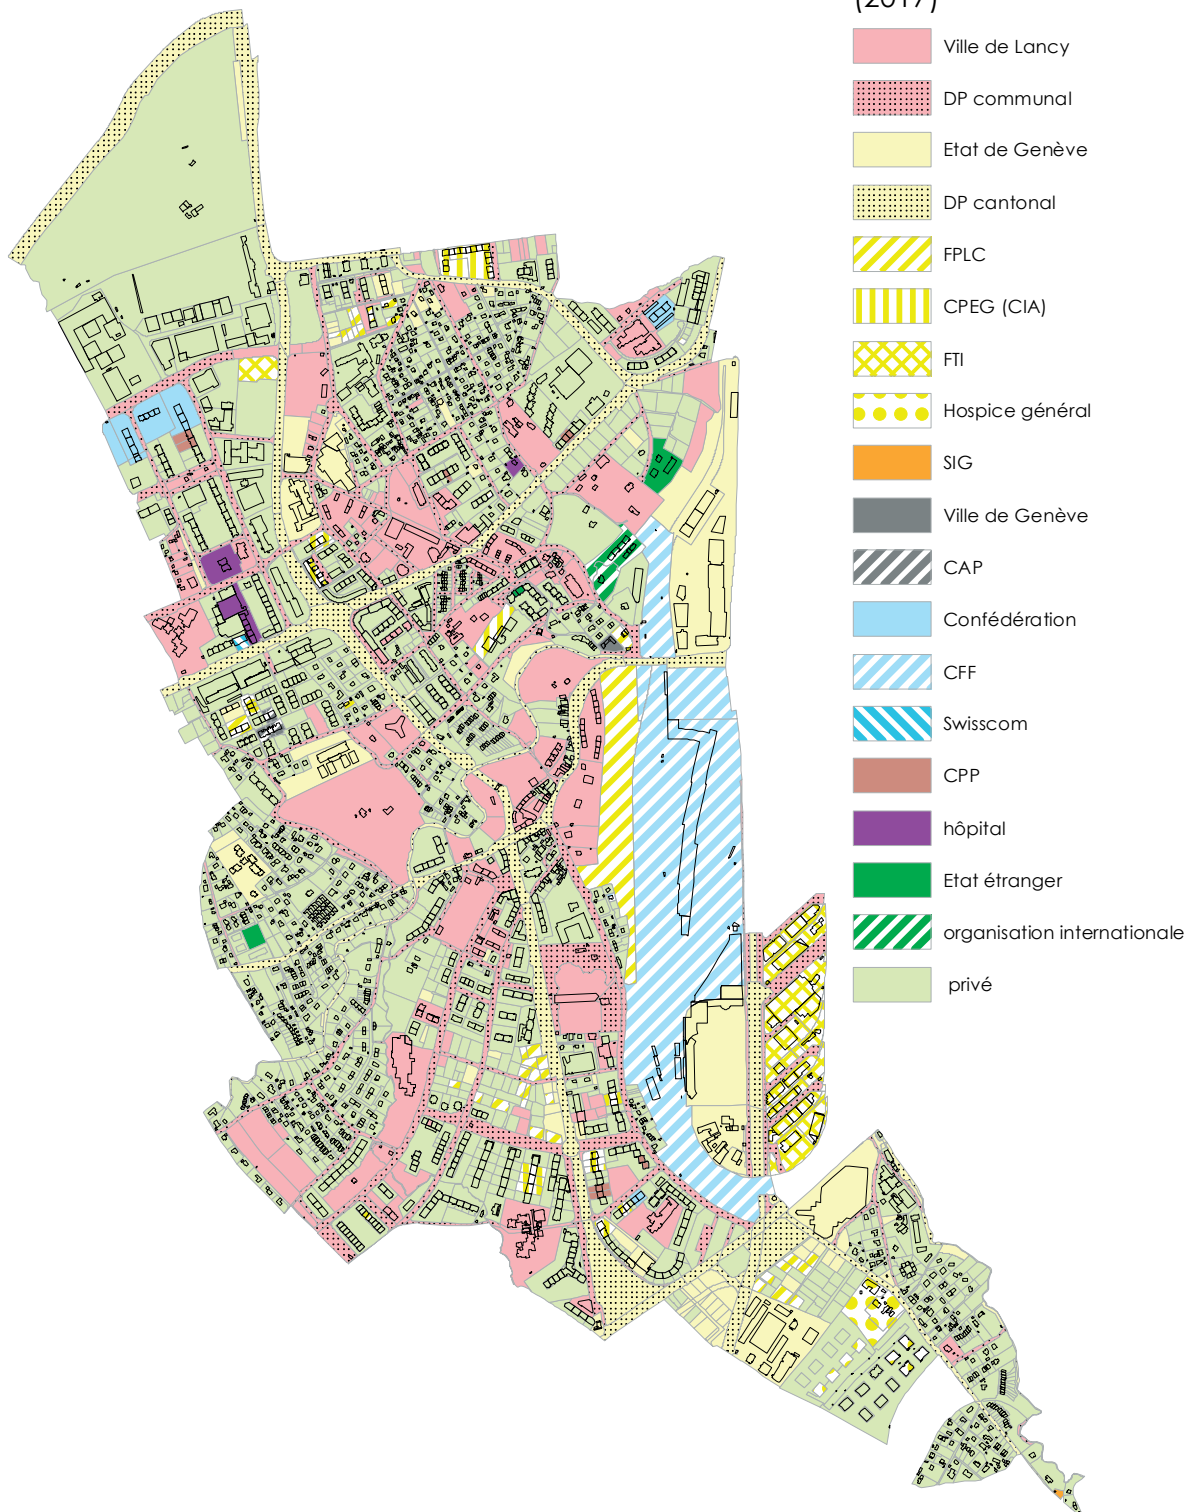 (2017)
Ville de Lancy
DP communal
Etat de Genève
DP cantonal
FPLC
CPEG (CIA)
FTI
Hospice général
SIG
Ville de Genève
CAP
Confédération
CFF
Swisscom
CPP
hôpital
Etat étranger
organisation internationale
privé